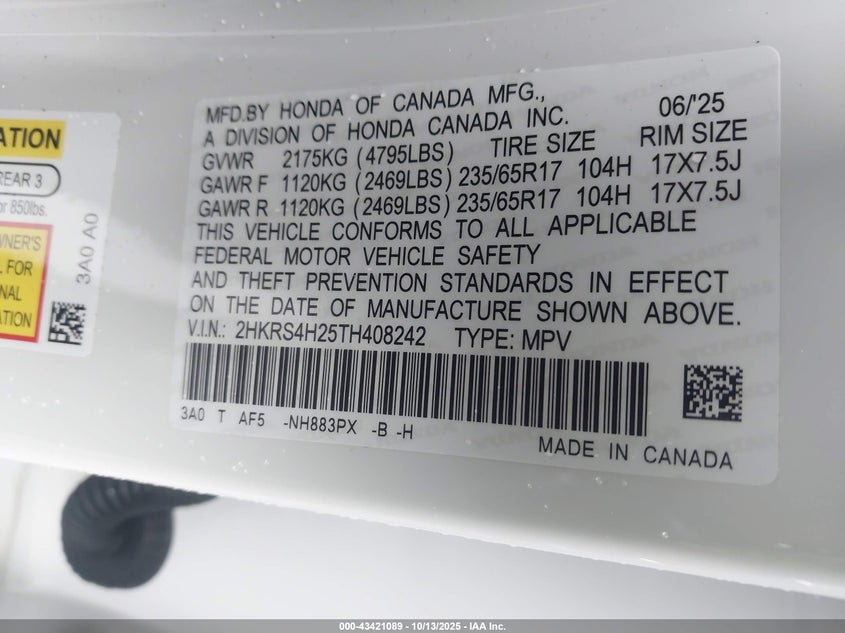 ATION
REAR 3
or 850lbs.
WNER'S
L FOR
NAL
ATION
3A0 A0
MFD.BY HONDA OF CANADA MFG., 06/'25
A DIVISION OF HONDA CANADA INC.
GVWR 2175KG (4795LBS) TIRE SIZE RIM SIZE
GAWR F 1120KG (2469LBS) 235/65R17 104H 17X7.5J
GAWR R 1120KG (2469LBS) 235/65R17 104H 17X7.5J
THIS VEHICLE CONFORMS TO ALL APPLICABLE
FEDERAL MOTOR VEHICLE SAFETY
AND THEFT PREVENTION STANDARDS IN EFFECT
ON THE DATE OF MANUFACTURE SHOWN ABOVE.
V.I.N.: 2HKRS4H25TH408242 TYPE: MPV
3A0 T AF5 -NH883PX -B -H
MADE IN CANADA
000-43421089 - 10/13/2025 - IAA Inc.